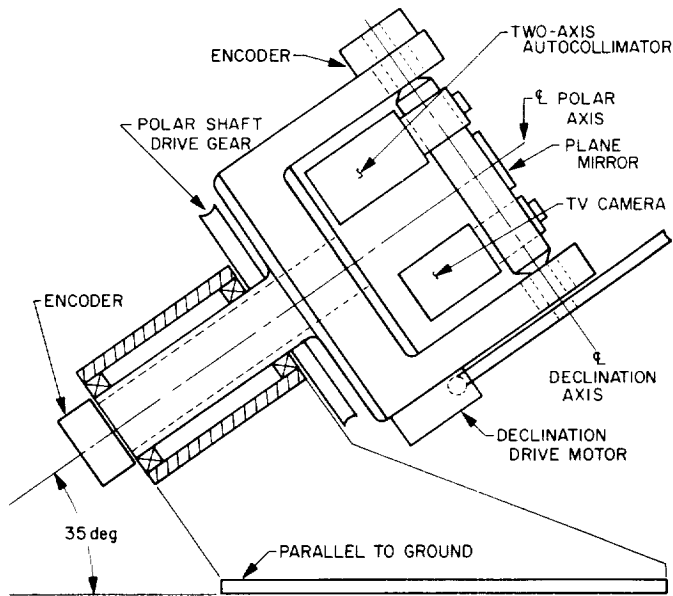 TWO-AXIS
AUTOCOLLIMATOR
ENCODER
℄ POLAR
AXIS
POLAR SHAFT
DRIVE GEAR
PLANE
MIRROR
TV CAMERA
ENCODER
℄
DECLINATION
AXIS
DECLINATION
DRIVE MOTOR
35 deg
PARALLEL TO GROUND